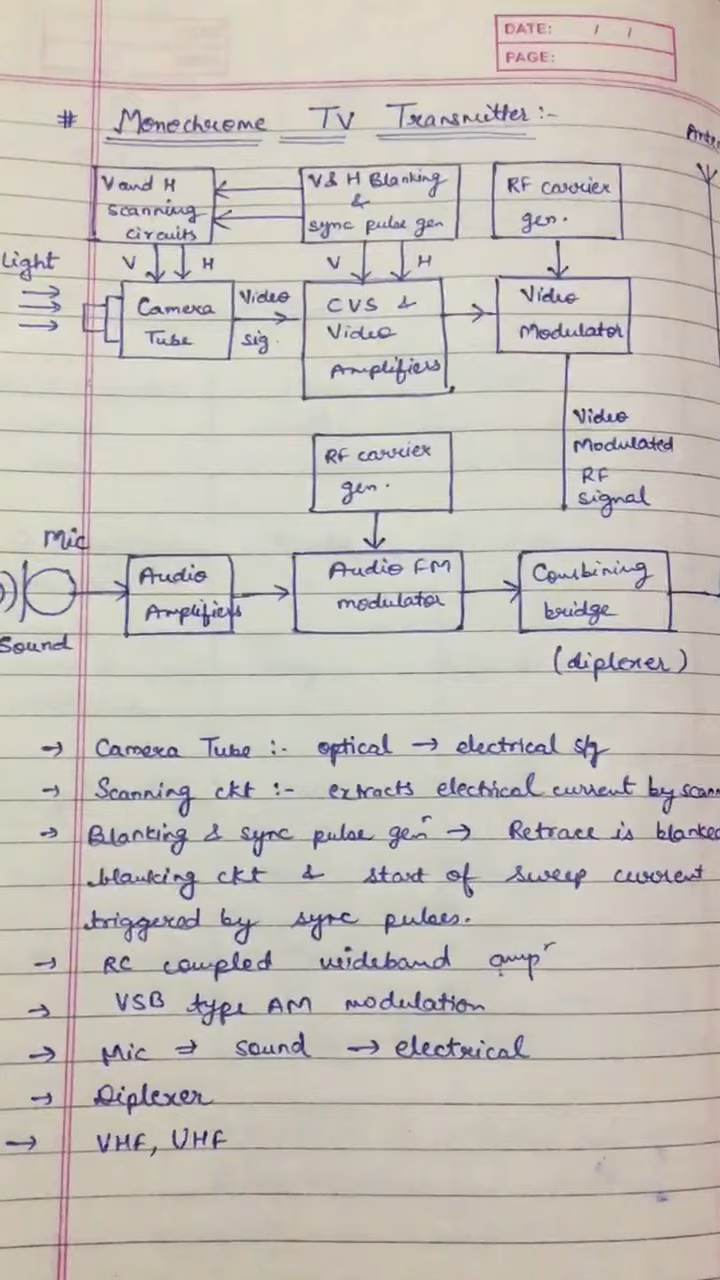 DATE: / /
PAGE:
# Monochrome TV Transmitter :-
V and H
scanning
circuits
V & H Blanking
&
sync pulse gen
RF carrier
gen.
V H
V H
Light
Camera
Tube
Video
sig.
CVS &
Video
Amplifiers
Video
Modulator
Video
Modulated
RF
signal
RF carrier
gen.
Mic
Sound
Audio
Amplifiers
Audio FM
modulator
Combining
bridge
(diplexer)
→ Camera Tube :- optical → electrical s/g
→ Scanning ckt :- extracts electrical current by
→ Blanking & sync pulse genr → Retrace is blanked
blanking ckt & start of sweep current
triggered by sync pulses.
→ RC coupled wideband ampr
→ VSB type AM modulation
→ Mic ⇒ sound → electrical
→ Diplexer
→ VHF, UHF